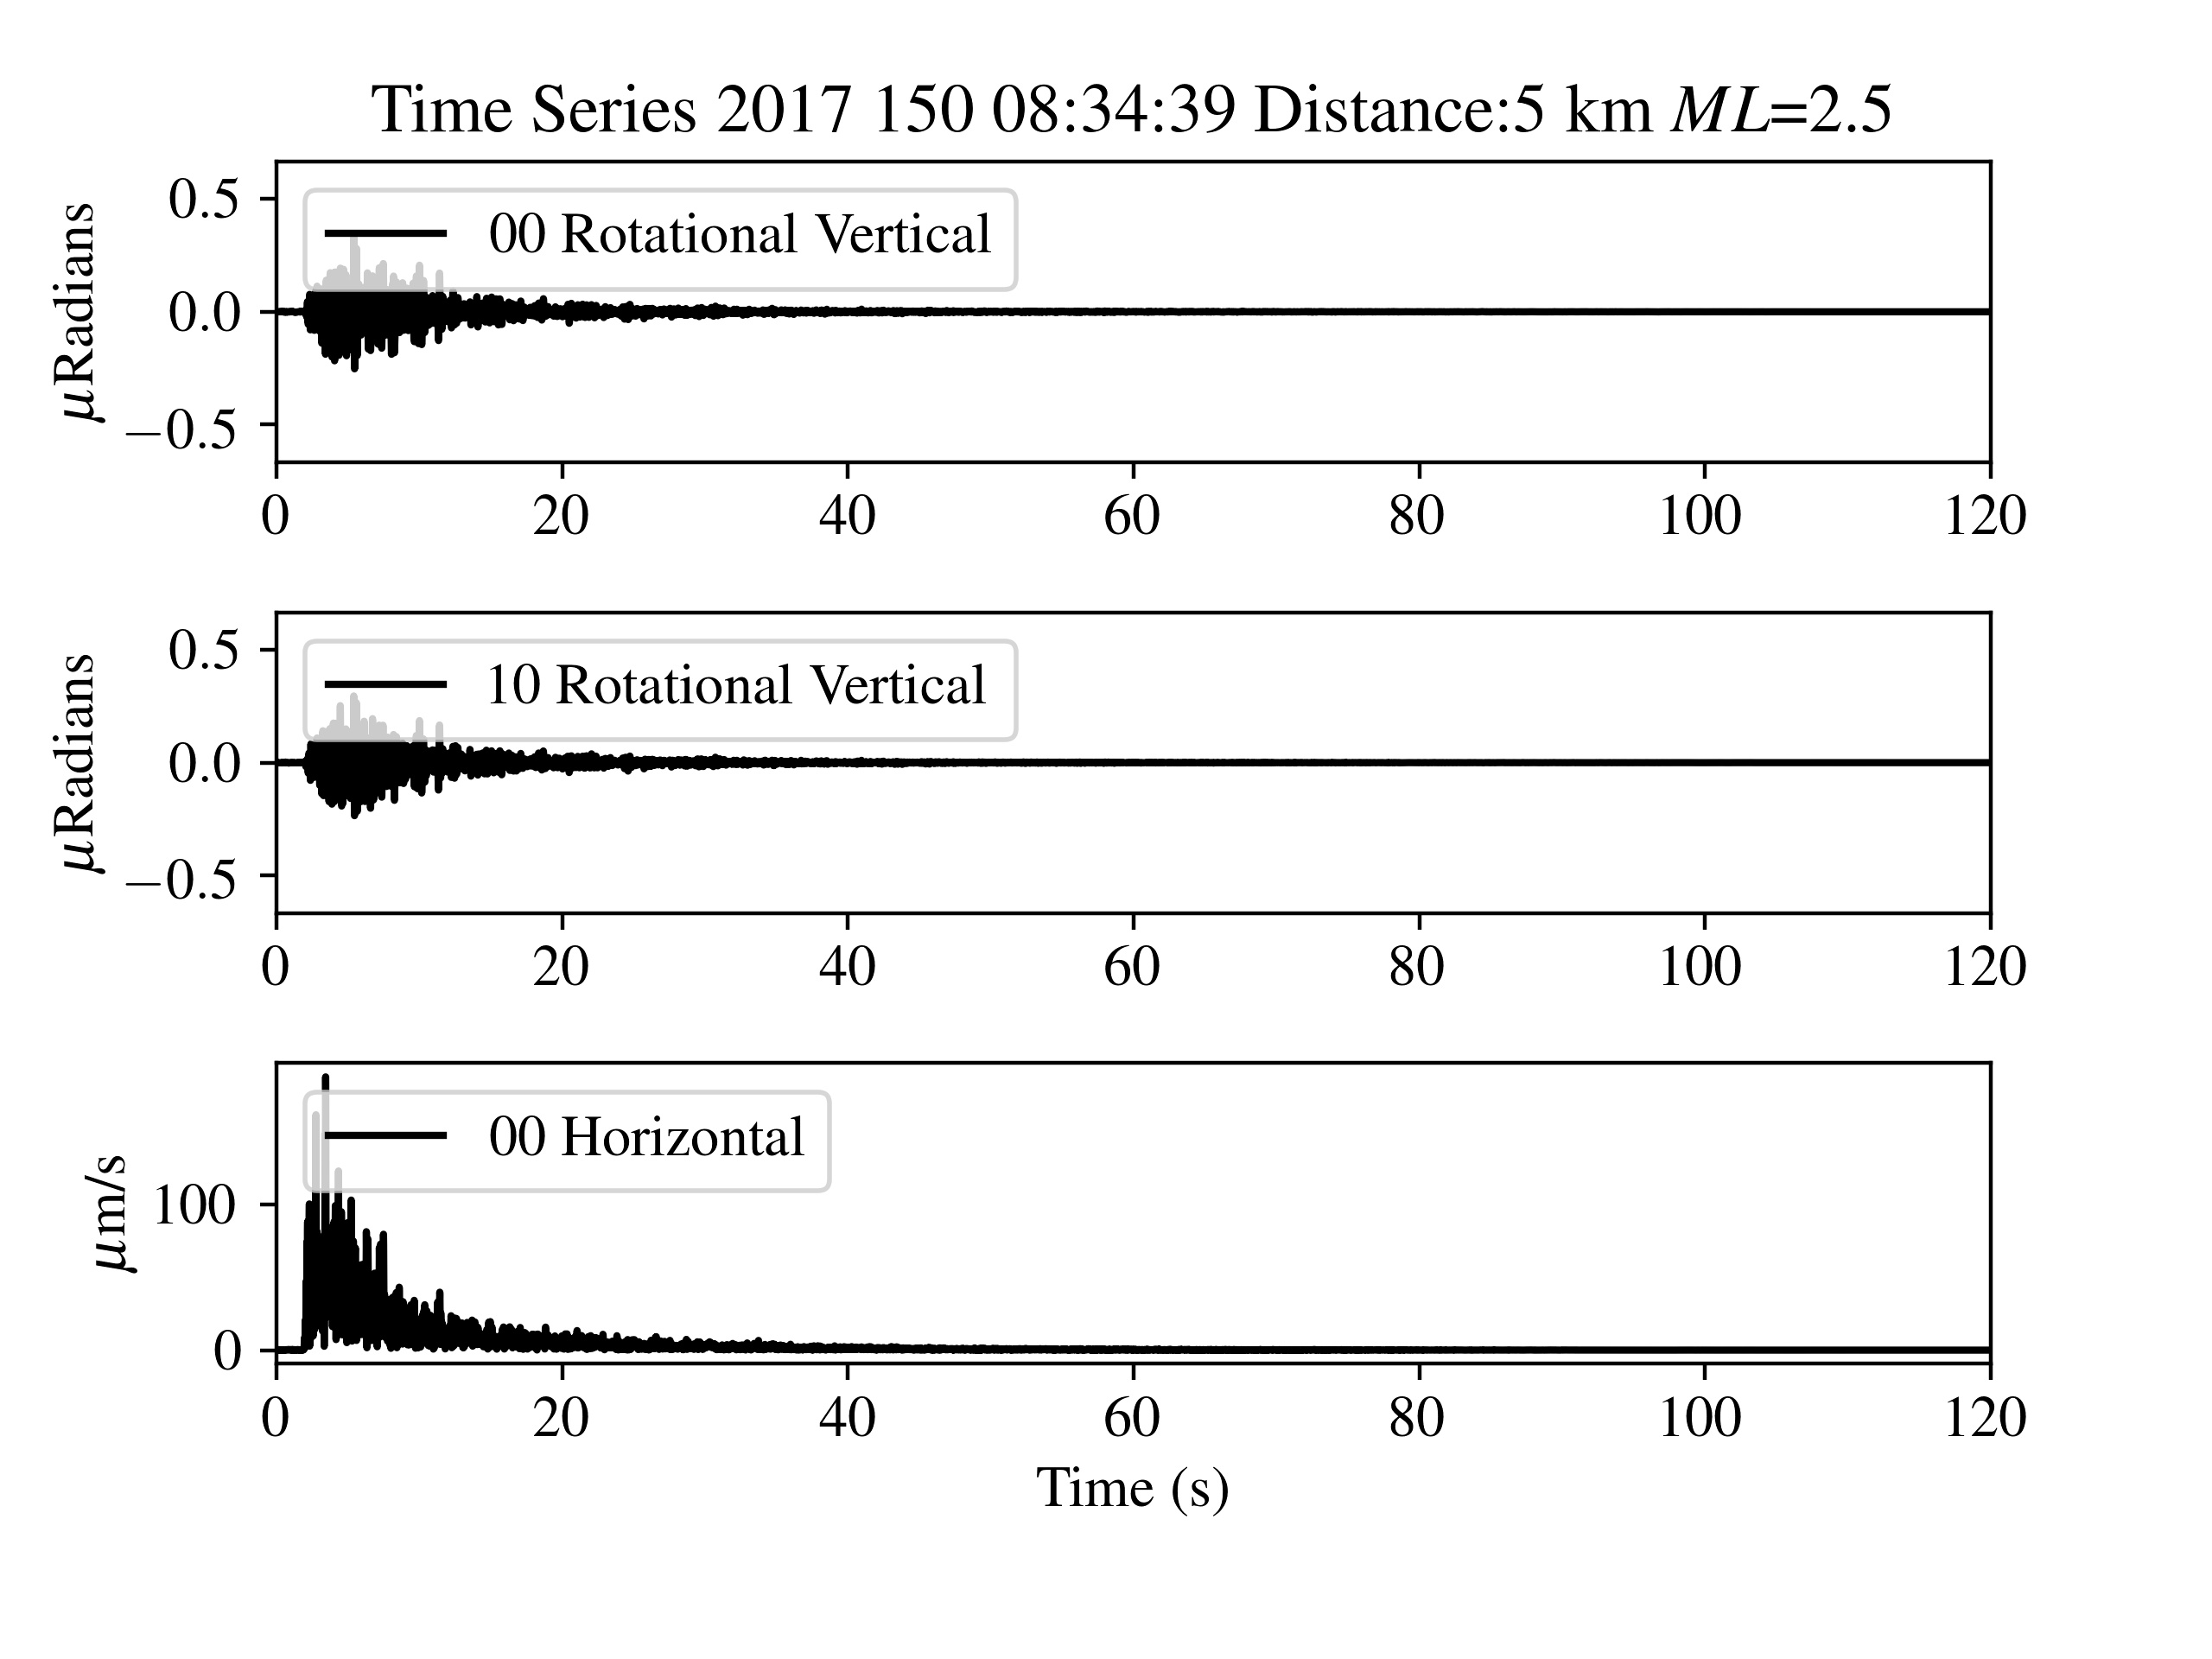 Time Series 2017 150 08:34:39 Distance:5 km ML=2.5
μRadians
0.5
0.0
−0.5
00 Rotational Vertical
0 20 40 60 80 100 120
μRadians
0.5
0.0
−0.5
10 Rotational Vertical
0 20 40 60 80 100 120
μm/s
100
0
00 Horizontal
0 20 40 60 80 100 120
Time (s)